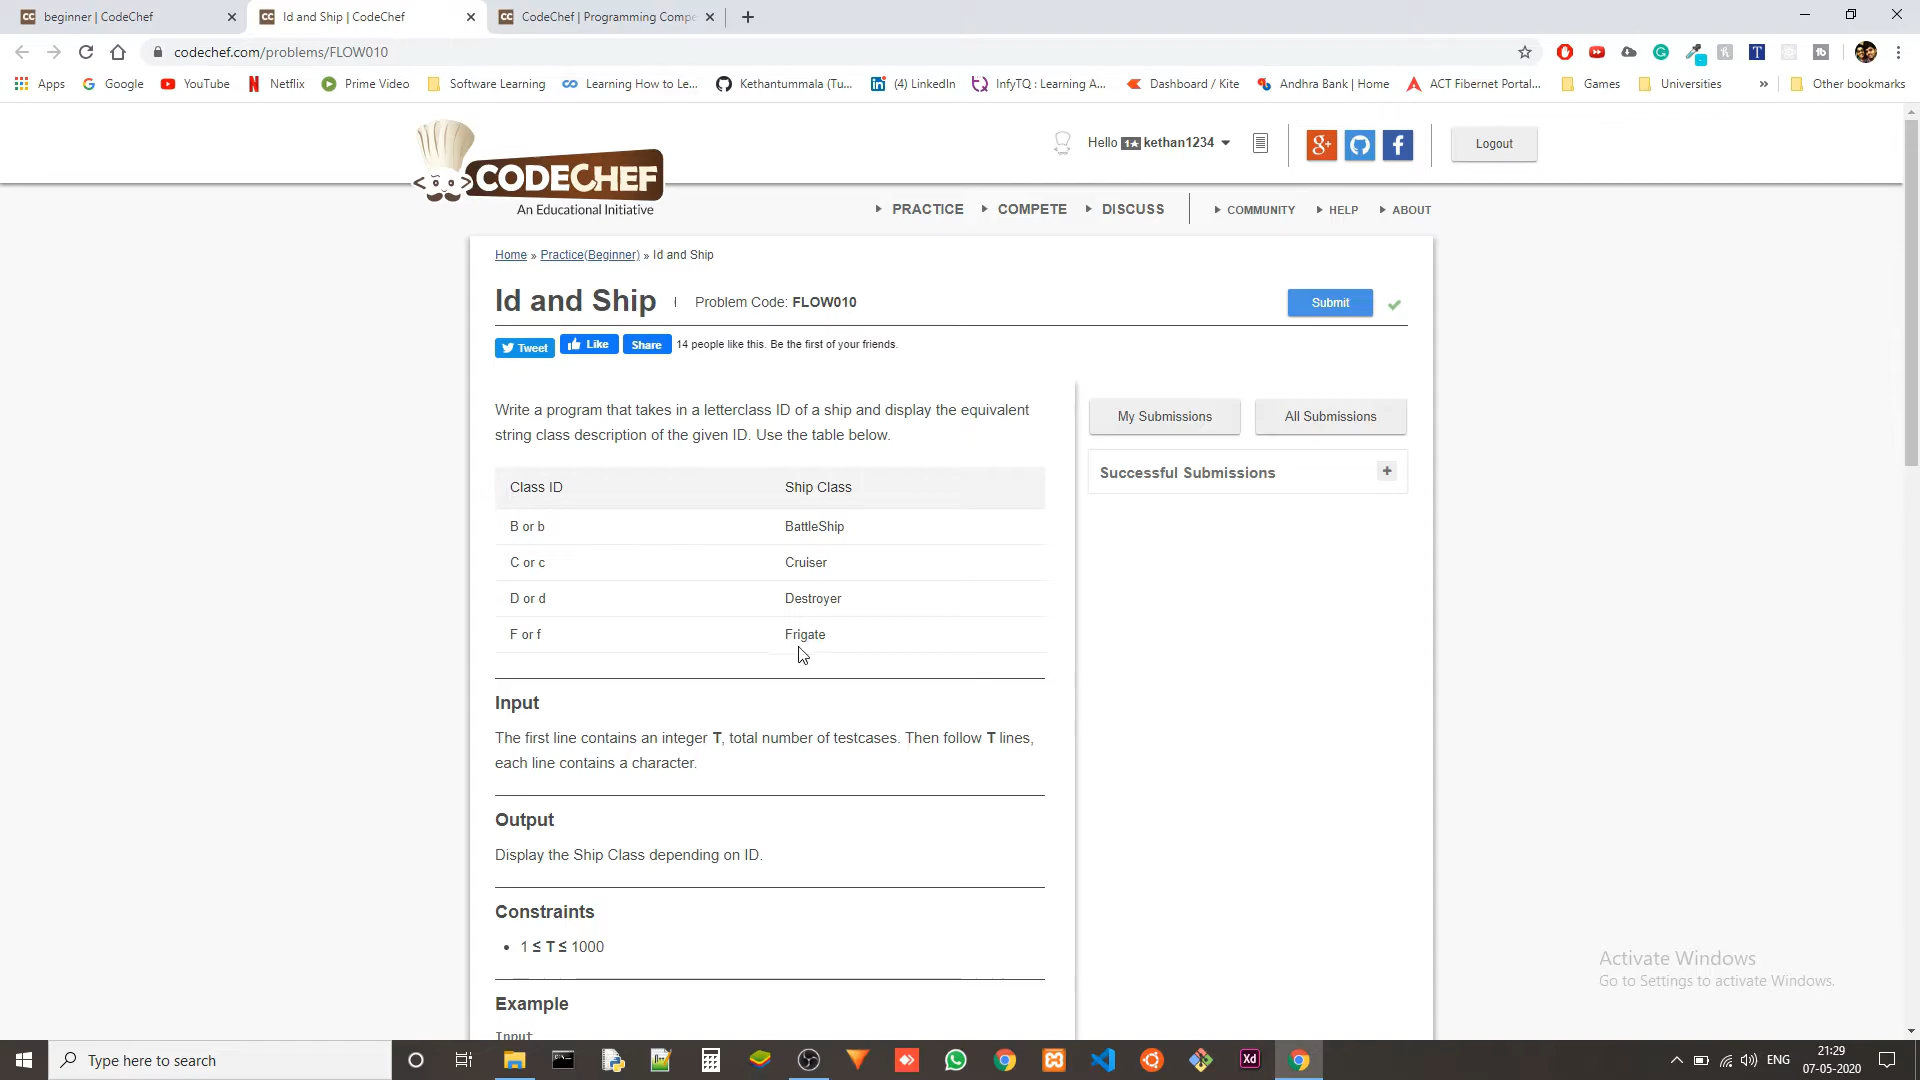 beginner | CodeChef
Id and Ship | CodeChef
CodeChef | Programming Compe
codechef.com/problems/FLOW010
Apps
Google
YouTube
Netflix
Prime Video
Software Learning
Learning How to Le...
Kethantummala (Tu...
(4) LinkedIn
InfyTQ : Learning A...
Dashboard / Kite
Andhra Bank | Home
ACT Fibernet Portal...
Games
Universities
»
Other bookmarks
CODECHEF
An Educational Initiative
Hello 1★ kethan1234
Logout
PRACTICE
COMPETE
DISCUSS
COMMUNITY
HELP
ABOUT
Home » Practice(Beginner) » Id and Ship
Id and Ship
Problem Code: FLOW010
Submit
Tweet
Like
Share
14 people like this. Be the first of your friends.
Write a program that takes in a letterclass ID of a ship and display the equivalent
string class description of the given ID. Use the table below.
My Submissions
All Submissions
Successful Submissions
+
Class ID Ship Class
B or b BattleShip
C or c Cruiser
D or d Destroyer
F or f Frigate
Input
The first line contains an integer T, total number of testcases. Then follow T lines,
each line contains a character.
Output
Display the Ship Class depending on ID.
Constraints
• 1 ≤ T ≤ 1000
Example
Input
Activate Windows
Go to Settings to activate Windows.
Type here to search
Xd
ENG
21:29
07-05-2020